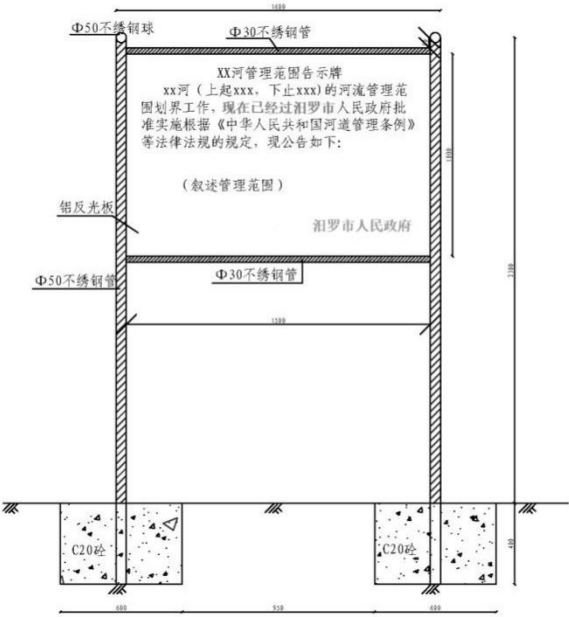 1600
Φ50不锈钢球
Φ30不锈钢管
XX河管理范围告示牌
xx河（上起xxx，下止xxx）的河流管理范
围划界工作，现在已经过汨罗市人民政府批
准实施根据《中华人民共和国河道管理条例》
等法律法规的规定，现公告如下：
（叙述管理范围）
汨罗市人民政府
铝反光板
Φ50不锈钢管
Φ30不锈钢管
1500
C20砼
C20砼
400
600
950
600